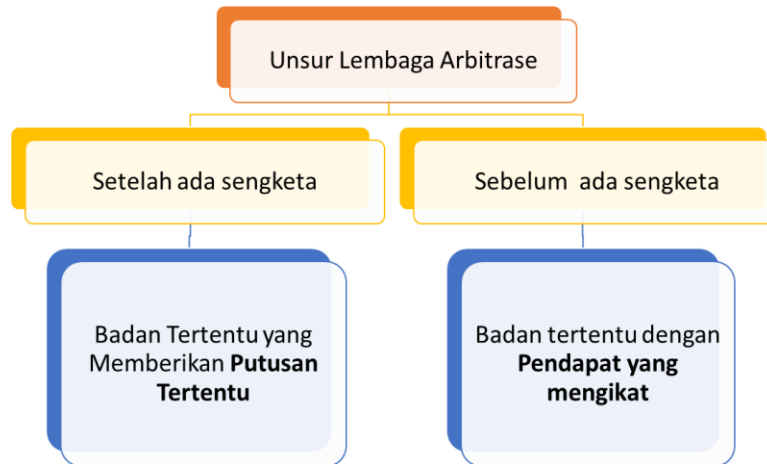 Unsur Lembaga Arbitrase
Setelah ada sengketa
Sebelum ada sengketa
Badan Tertentu yang
Memberikan Putusan
Tertentu
Badan tertentu dengan
Pendapat yang
mengikat